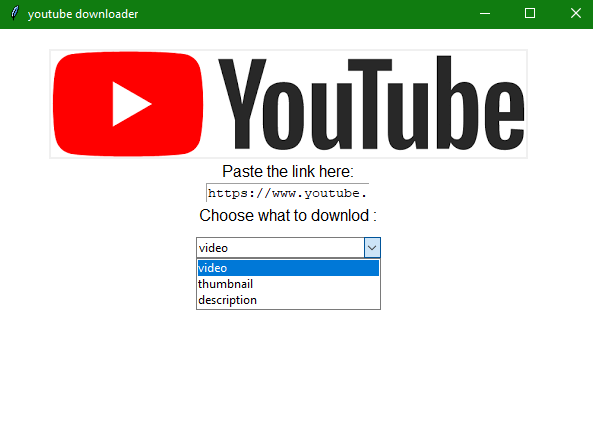 youtube downloader
YouTube
Paste the link here:
https://www.youtube.
Choose what to downlod :
video
video
thumbnail
description